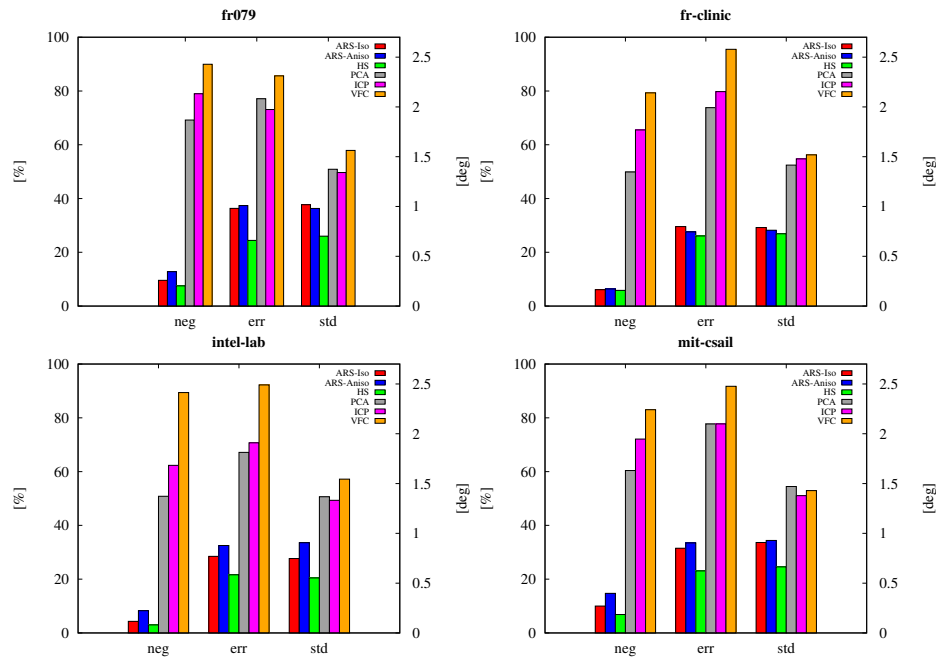 fr079
100
80
60
40
20
0
[%]
2.5
2
1.5
1
0.5
0
[deg]
ARS-Iso
ARS-Aniso
HS
PCA
ICP
VFC
neg err std
fr-clinic
100
80
60
40
20
0
[%]
2.5
2
1.5
1
0.5
0
[deg]
ARS-Iso
ARS-Aniso
HS
PCA
ICP
VFC
neg err std
intel-lab
100
80
60
40
20
0
[%]
2.5
2
1.5
1
0.5
0
[deg]
ARS-Iso
ARS-Aniso
HS
PCA
ICP
VFC
neg err std
mit-csail
100
80
60
40
20
0
[%]
2.5
2
1.5
1
0.5
0
[deg]
ARS-Iso
ARS-Aniso
HS
PCA
ICP
VFC
neg err std